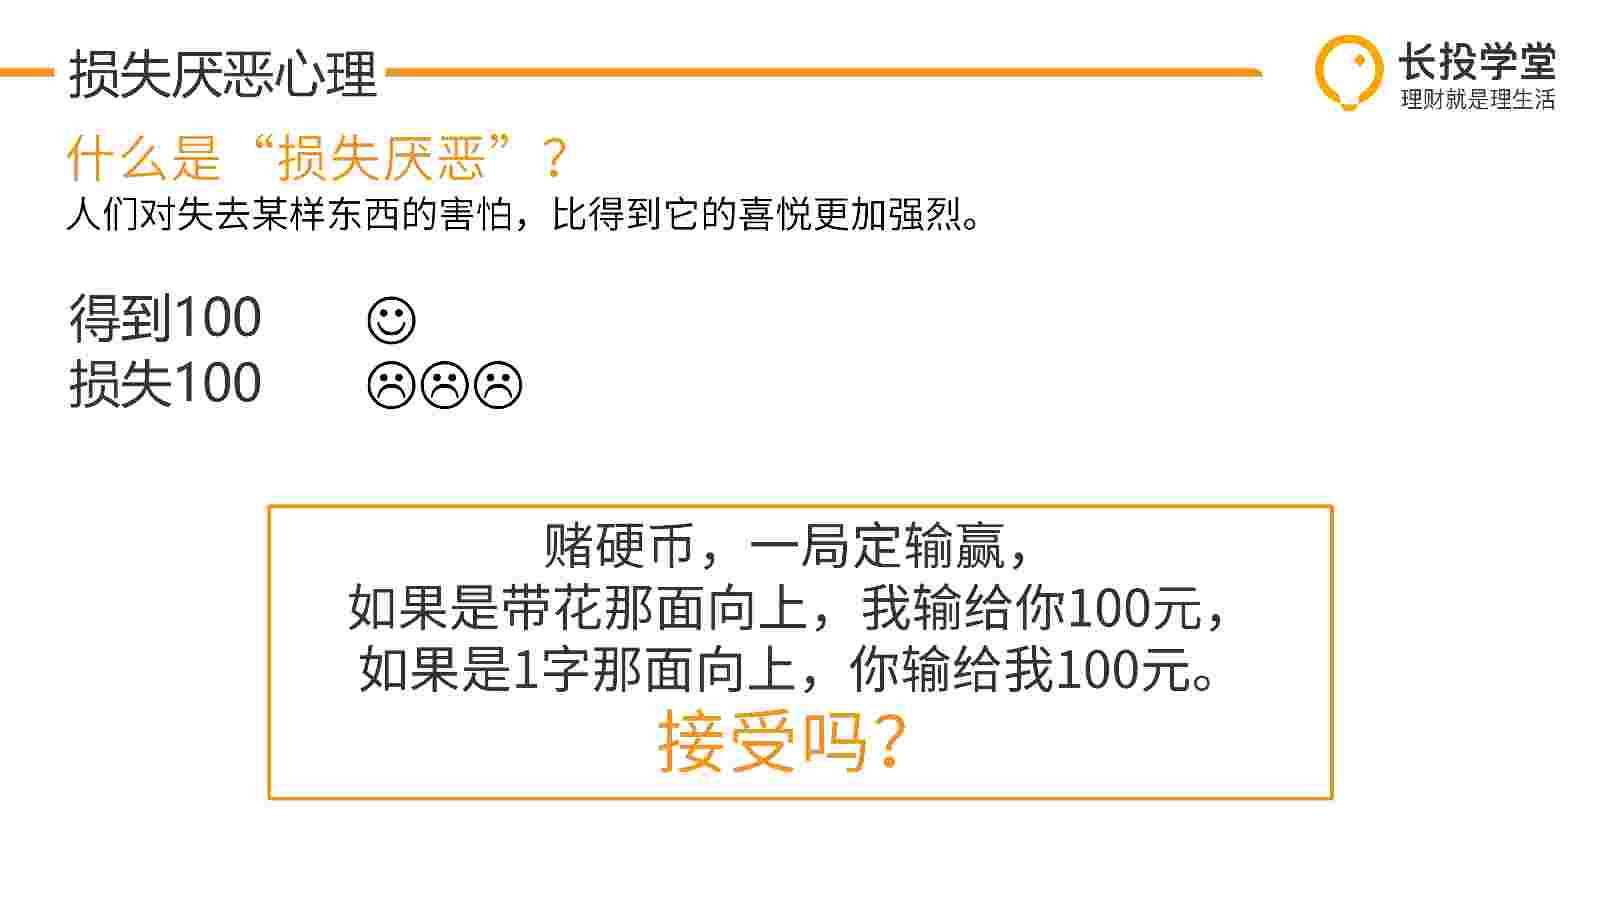 损失厌恶心理
长投学堂
理财就是理生活
什么是“损失厌恶”？
人们对失去某样东西的害怕，比得到它的喜悦更加强烈。
得到100
损失100
赌硬币，一局定输赢，
如果是带花那面向上，我输给你100元，
如果是1字那面向上，你输给我100元。
接受吗？